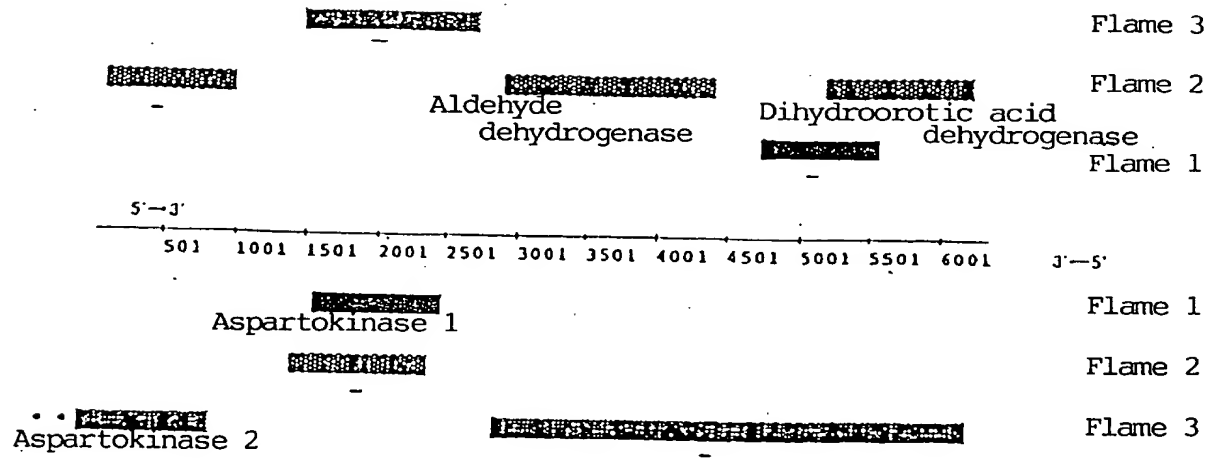 Flame 3
Flame 2
Aldehyde
dehydrogenase
Dihydroorotic acid
dehydrogenase
Flame 1
5'→3'
501 1001 1501 2001 2501 3001 3501 4001 4501 5001 5501 6001
3'—5'
Flame 1
Aspartokinase 1
Flame 2
Flame 3
Aspartokinase 2